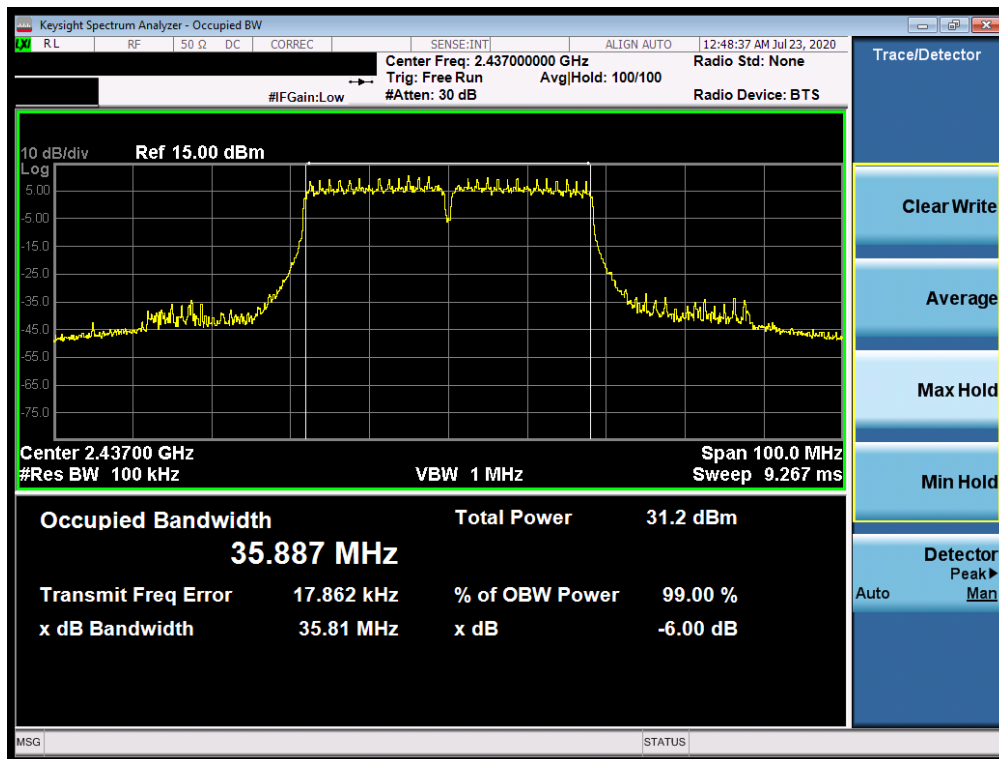 Keysight Spectrum Analyzer - Occupied BW
LXI RL RF 50 Ω DC CORREC SENSE:INT ALIGN AUTO 12:48:37 AM Jul 23, 2020
Center Freq: 2.437000000 GHz Radio Std: None
Trig: Free Run Avg|Hold: 100/100
#IFGain:Low #Atten: 30 dB Radio Device: BTS
Trace/Detector
10 dB/div Ref 15.00 dBm
Log
5.00
-5.00
-15.0
-25.0
-35.0
-45.0
-55.0
-65.0
-75.0
Center 2.43700 GHz Span 100.0 MHz
#Res BW 100 kHz VBW 1 MHz Sweep 9.267 ms
Occupied Bandwidth Total Power 31.2 dBm
35.887 MHz
Transmit Freq Error 17.862 kHz % of OBW Power 99.00 %
x dB Bandwidth 35.81 MHz x dB -6.00 dB
Clear Write
Average
Max Hold
Min Hold
Detector
Peak▶
Auto Man
MSG STATUS